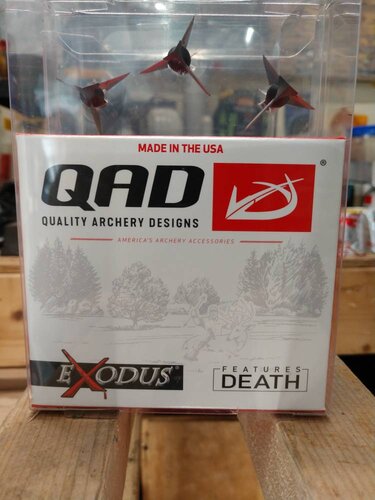 MADE IN THE USA
QAD
®
QUALITY ARCHERY DESIGNS
AMERICA'S ARCHERY ACCESSORIES
EXODUS®
FEATURES
DEATH